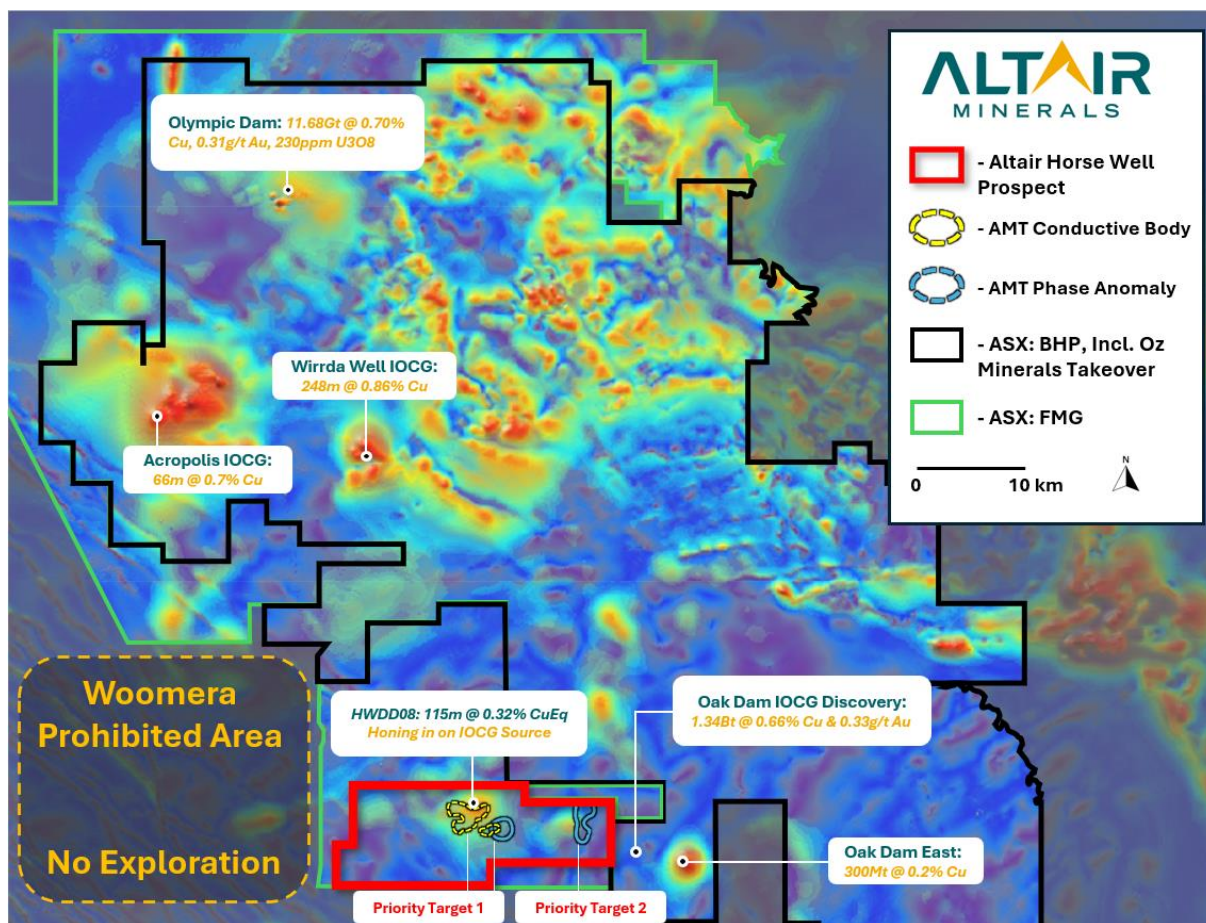 Olympic Dam: 11.68Gt @ 0.70%
Cu, 0.31g/t Au, 230ppm U3O8
Wirrda Well IOCG:
248m @ 0.86% Cu
Acropolis IOCG:
66m @ 0.7% Cu
Woomera
Prohibited Area
No Exploration
HWDD08: 115m @ 0.32% CuEq
Honing in on IOCG Source
Oak Dam IOCG Discovery:
1.34Bt @ 0.66% Cu & 0.33g/t Au
Oak Dam East:
300Mt @ 0.2% Cu
Priority Target 1
Priority Target 2
ALTAIR
MINERALS
- Altair Horse Well
Prospect
- AMT Conductive Body
- AMT Phase Anomaly
- ASX: BHP, Incl. Oz
Minerals Takeover
- ASX: FMG
0 10 km
N